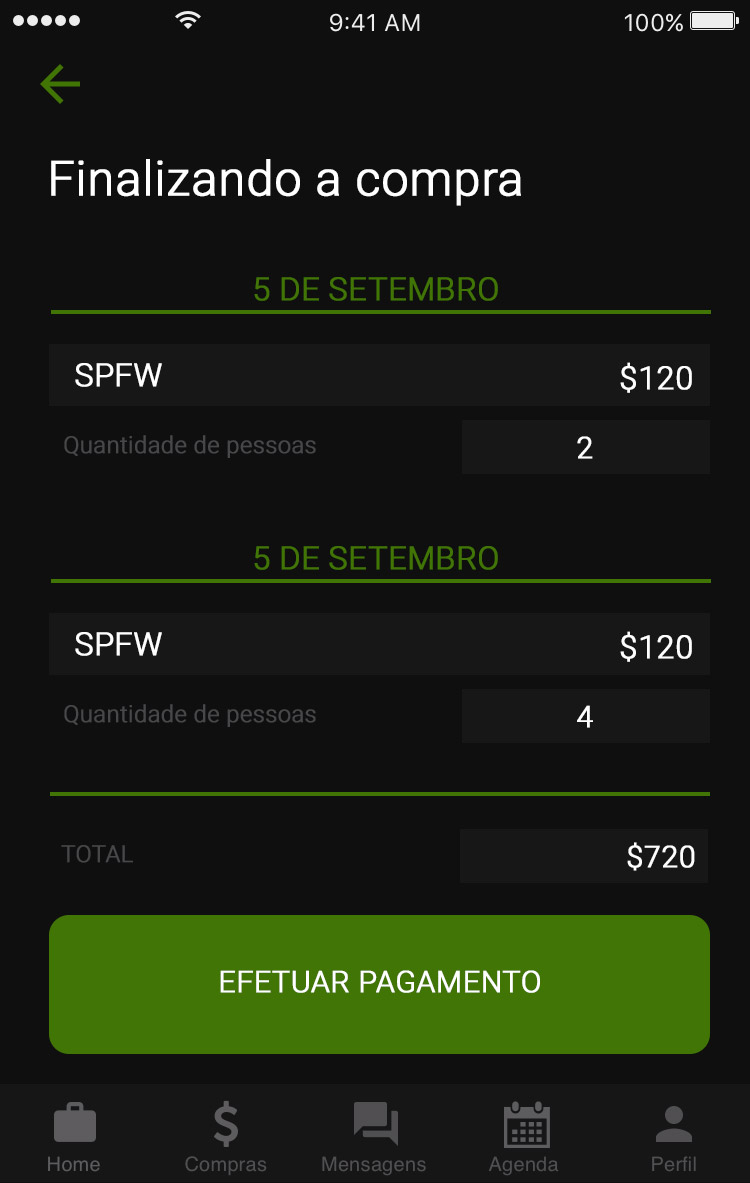 9:41 AM 100%
Finalizando a compra
5 DE SETEMBRO
SPFW $120
Quantidade de pessoas 2
5 DE SETEMBRO
SPFW $120
Quantidade de pessoas 4
TOTAL $720
EFETUAR PAGAMENTO
Home Compras Mensagens Agenda Perfil